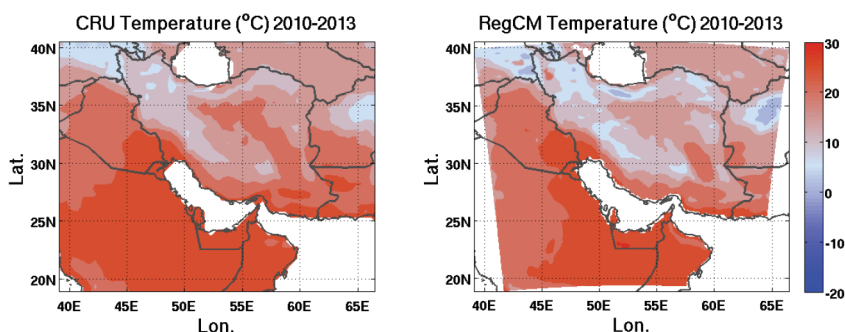 CRU Temperature (°C) 2010-2013
40N
35N
30N
25N
20N
Lat.
40E 45E 50E 55E 60E 65E
Lon.
RegCM Temperature (°C) 2010-2013
40N
35N
30N
25N
20N
Lat.
40E 45E 50E 55E 60E 65E
Lon.
30
20
10
0
-10
-20